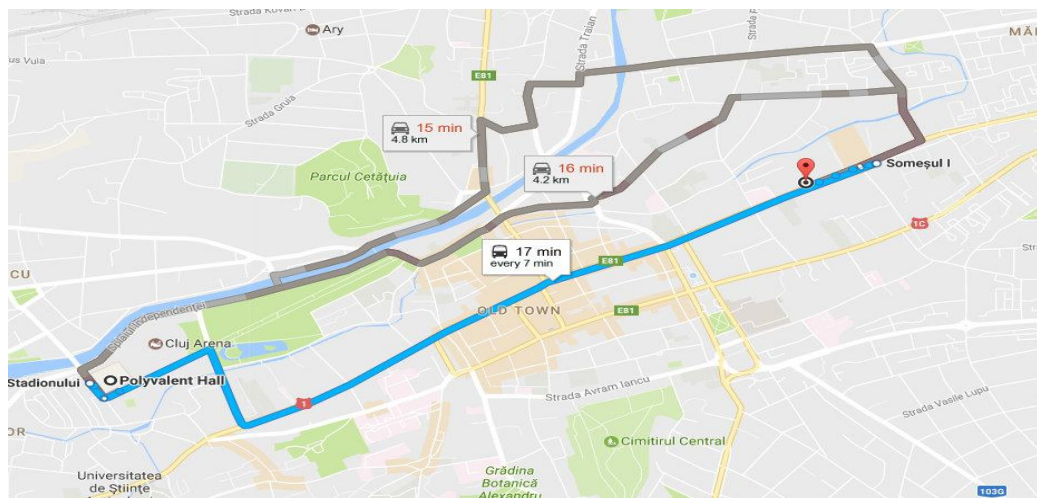 Strada
Ary
us Vuia
Strada Gruia
E81
Strada Traian
MĂ
15 min
4.8 km
Parcul Cetățuia
16 min
4.2 km
Someșul I
1C
17 min
every 7 min
E81
CU
OLD TOWN
E81
Splaiul Independenței
Cluj Arena
Stadionului
Polyvalent Hall
1
Strada Avram Iancu
Strada Vasile Lupu
OR
Cimitirul Central
Universitatea
de Științe
Grădina
Botanică
Alexandru
103G